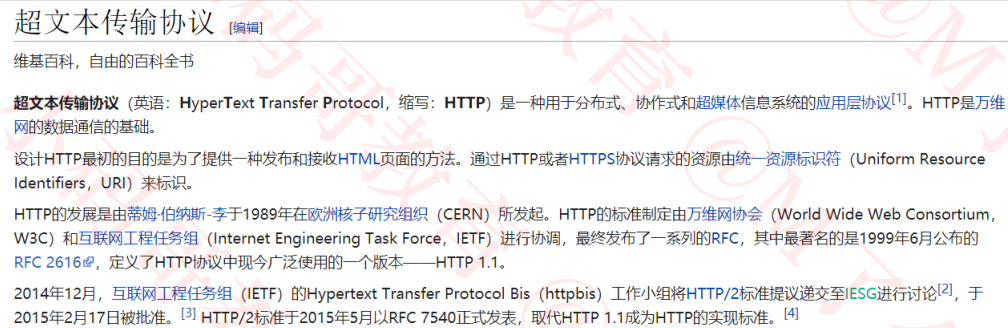 超文本传输协议 [编辑]
维基百科，自由的百科全书
超文本传输协议（英语：HyperText Transfer Protocol，缩写：HTTP）是一种用于分布式、协作式和超媒体信息系统的应用层协议[1]。HTTP是万维
网的数据通信的基础。
设计HTTP最初的目的是为了提供一种发布和接收HTML页面的方法。通过HTTP或者HTTPS协议请求的资源由统一资源标识符（Uniform Resource
Identifiers，URI）来标识。
HTTP的发展是由蒂姆·伯纳斯-李于1989年在欧洲核子研究组织（CERN）所发起。HTTP的标准制定由万维网协会（World Wide Web Consortium，
W3C）和互联网工程任务组（Internet Engineering Task Force，IETF）进行协调，最终发布了一系列的RFC，其中最著名的是1999年6月公布的
RFC 2616，定义了HTTP协议中现今广泛使用的一个版本——HTTP 1.1。
2014年12月，互联网工程任务组（IETF）的Hypertext Transfer Protocol Bis（httpbis）工作小组将HTTP/2标准提议递交至IESG进行讨论[2]，于
2015年2月17日被批准。[3] HTTP/2标准于2015年5月以RFC 7540正式发表，取代HTTP 1.1成为HTTP的实现标准。[4]
小码哥教育
@M了